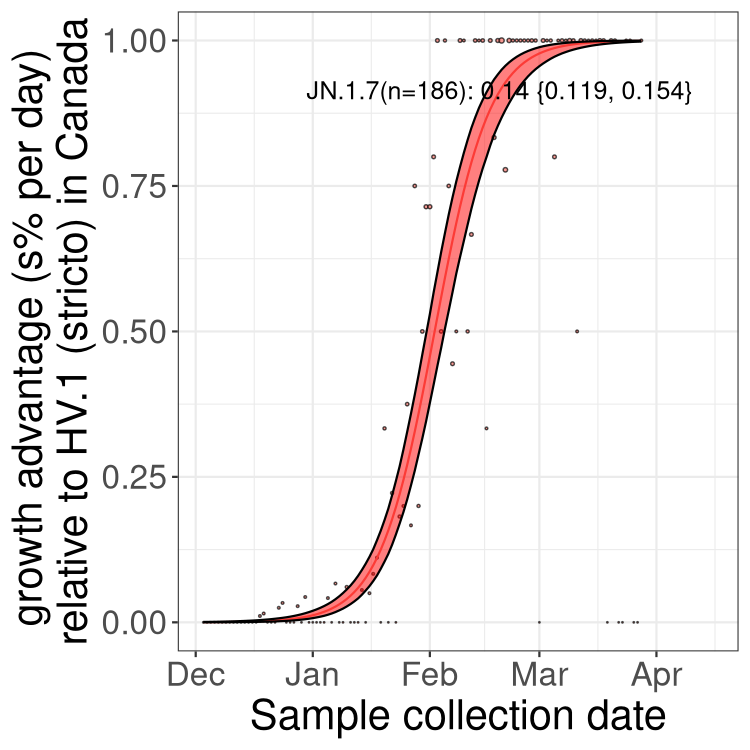 growth advantage (s% per day)
relative to HV.1 (stricto) in Canada
1.00
0.75
0.50
0.25
0.00
JN.1.7(n=186): 0.14 {0.119, 0.154}
Dec Jan Feb Mar Apr
Sample collection date